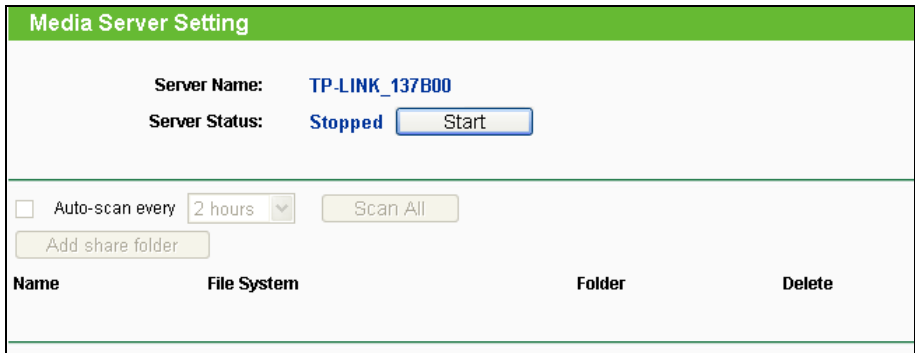 Media Server Setting
Server Name: TP-LINK_137B00
Server Status: Stopped Start
Auto-scan every 2 hours Scan All
Add share folder
Name File System Folder Delete